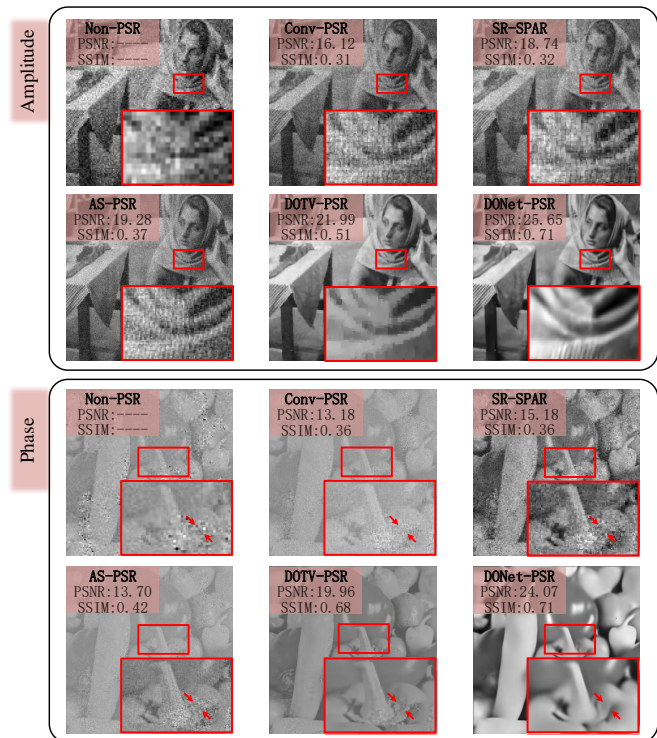 Amplitude
Non-PSR
PSNR:----
SSIM:----
Conv-PSR
PSNR:16.12
SSIM:0.31
SR-SPAR
PSNR:18.74
SSIM:0.32
AS-PSR
PSNR:19.28
SSIM:0.37
DOTV-PSR
PSNR:21.99
SSIM:0.51
DONet-PSR
PSNR:25.65
SSIM:0.71
Phase
Non-PSR
PSNR:----
SSIM:----
Conv-PSR
PSNR:13.18
SSIM:0.36
SR-SPAR
PSNR:15.18
SSIM:0.36
AS-PSR
PSNR:13.70
SSIM:0.42
DOTV-PSR
PSNR:19.96
SSIM:0.68
DONet-PSR
PSNR:24.07
SSIM:0.71